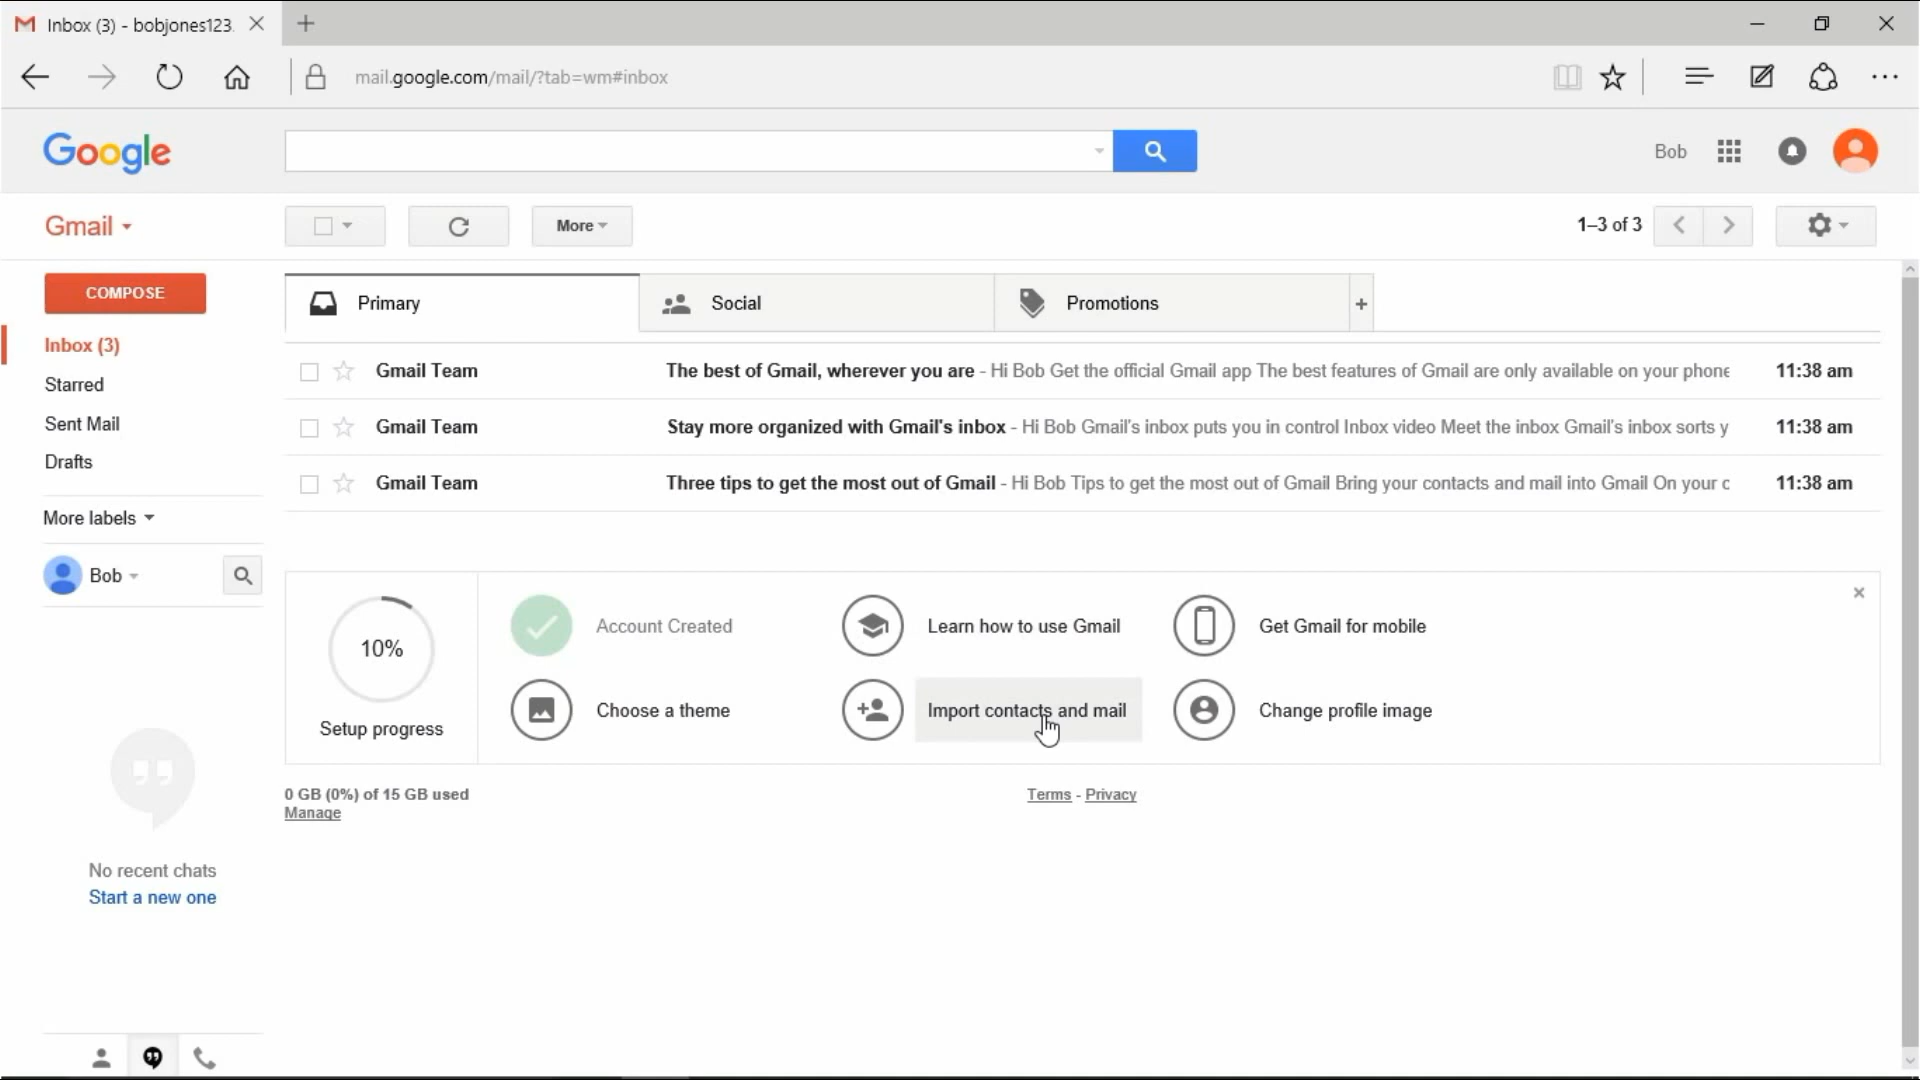 Inbox (3) - bobjones123
mail.google.com/mail/?tab=wm#inbox
Google
Bob
Gmail
More
1–3 of 3
COMPOSE
Primary
Social
Promotions
+
Inbox (3)
Starred
Sent Mail
Drafts
More labels
Bob
Gmail Team The best of Gmail, wherever you are - Hi Bob Get the official Gmail app The best features of Gmail are only available on your phone 11:38 am
Gmail Team Stay more organized with Gmail's inbox - Hi Bob Gmail's inbox puts you in control Inbox video Meet the inbox Gmail's inbox sorts y 11:38 am
Gmail Team Three tips to get the most out of Gmail - Hi Bob Tips to get the most out of Gmail Bring your contacts and mail into Gmail On your c 11:38 am
10%
Setup progress
Account Created
Learn how to use Gmail
Get Gmail for mobile
Choose a theme
Import contacts and mail
Change profile image
0 GB (0%) of 15 GB used
Manage
Terms - Privacy
No recent chats
Start a new one